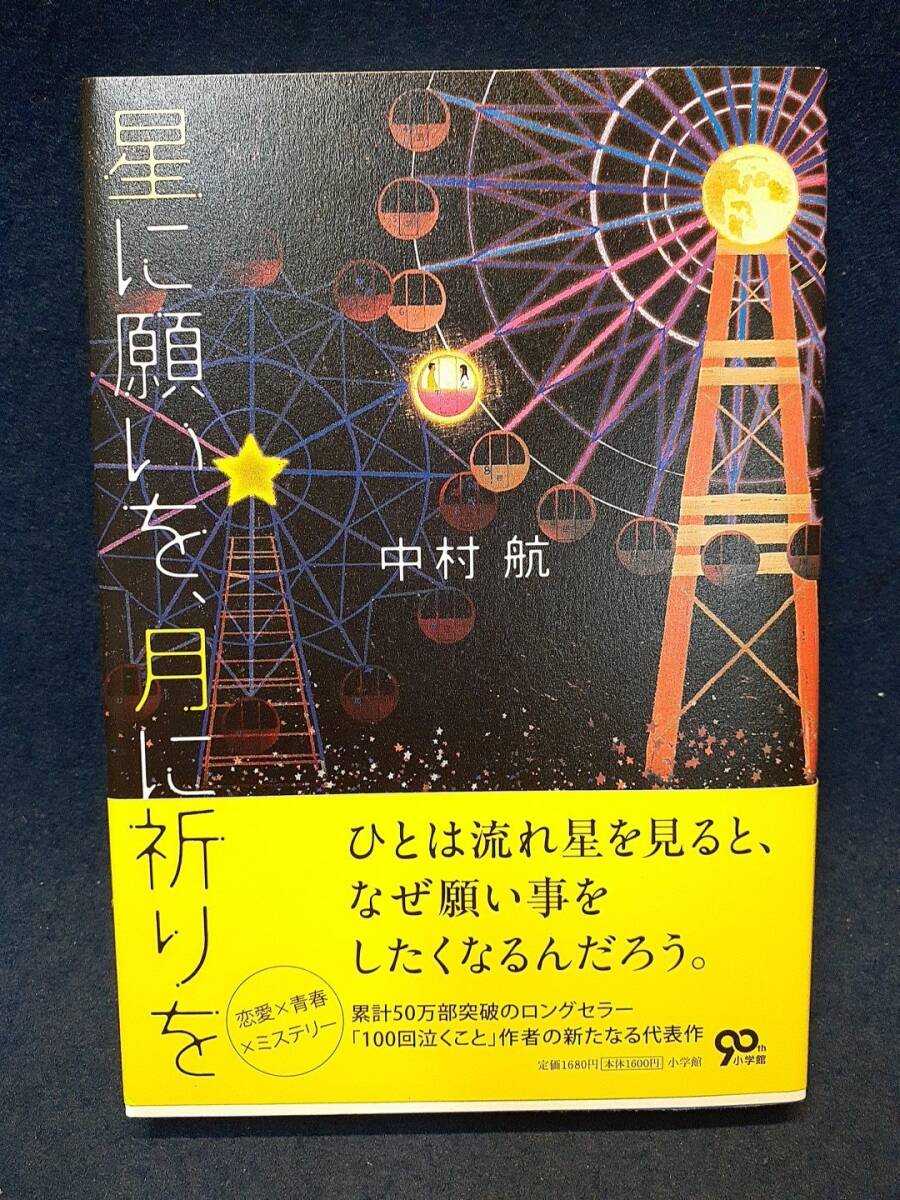 星に願いを、月に祈りを
中村 航
ひとは流れ星を見ると、
なぜ願い事を
したくなるんだろう。
恋愛×青春
×ミステリー
累計50万部突破のロングセラー
「100回泣くこと」作者の新たなる代表作
定価1680円 本体1600円 小学館
90th
小学館